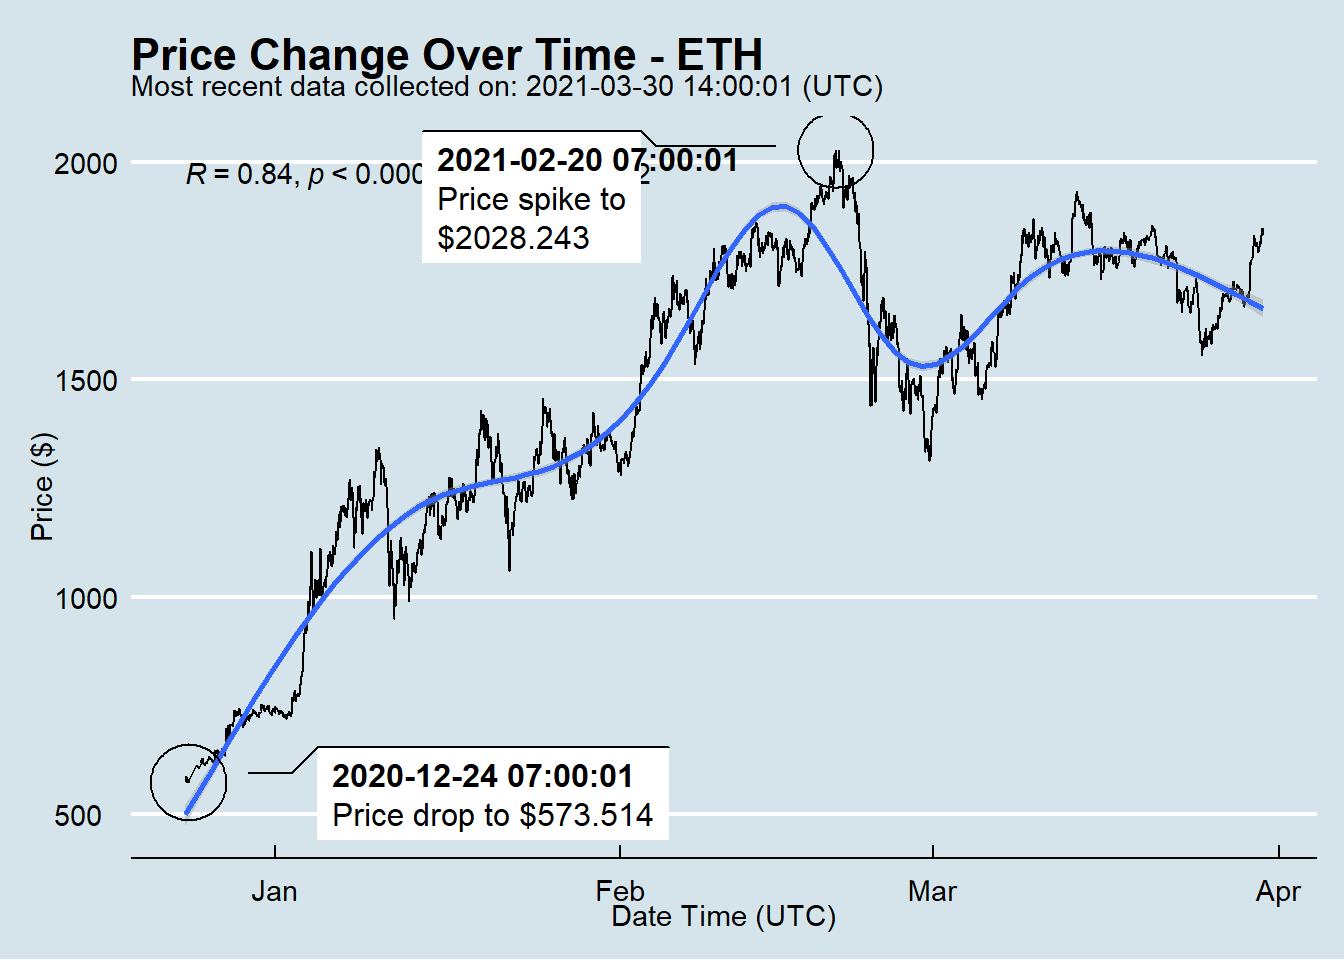 Price Change Over Time - ETH
Most recent data collected on: 2021-03-30 14:00:01 (UTC)
2021-02-20 07:00:01
Price spike to
$2028.243
R = 0.84, p < 0.000
2000
1500
1000
500
Price ($)
2020-12-24 07:00:01
Price drop to $573.514
Jan Feb Mar Apr
Date Time (UTC)